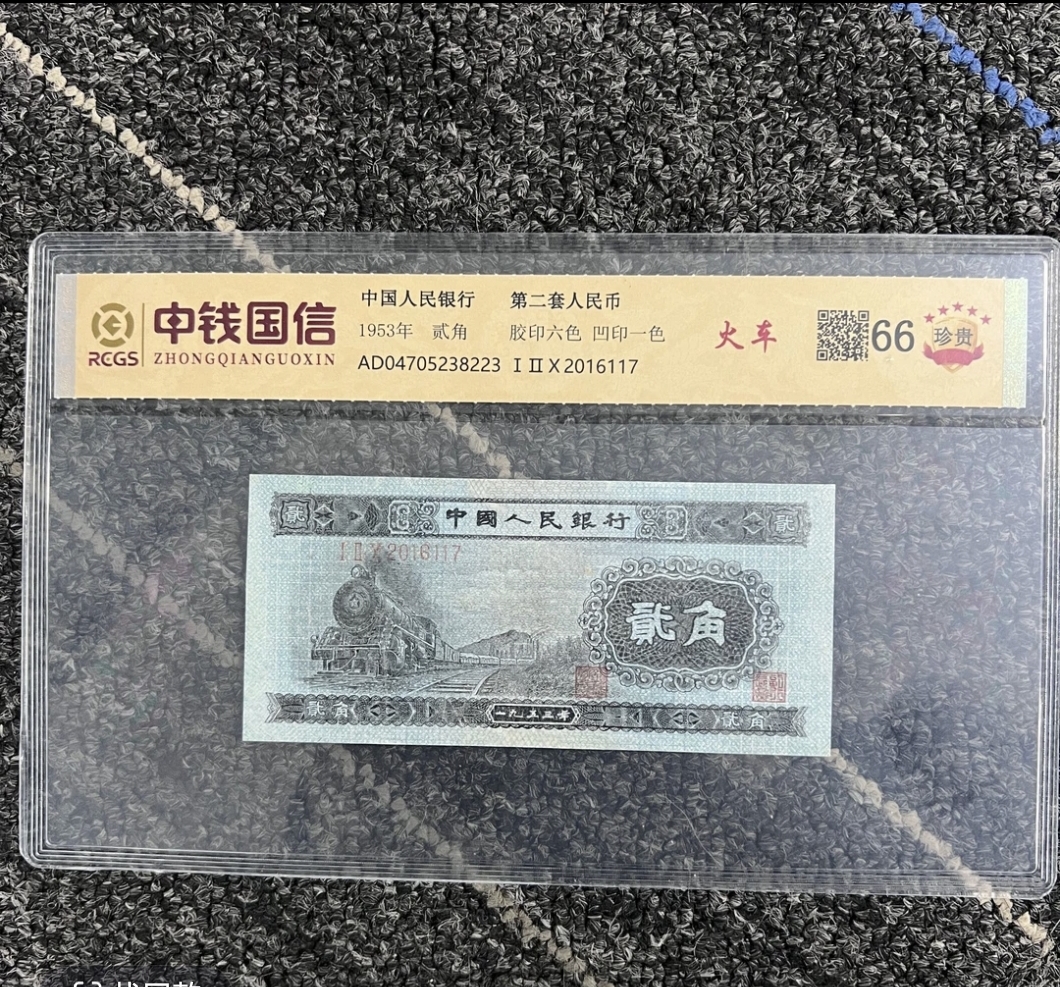 中钱国信
RCGS ZHONGQIANGUOXIN
中国人民银行 第二套人民币
1953年 贰角 胶印六色 凹印一色
AD04705238223 I II X 2016117
火车
66
珍贵
貳 中國人民銀行 貳
I II X 2016117
貳角
貳角 一九五三年 貳角